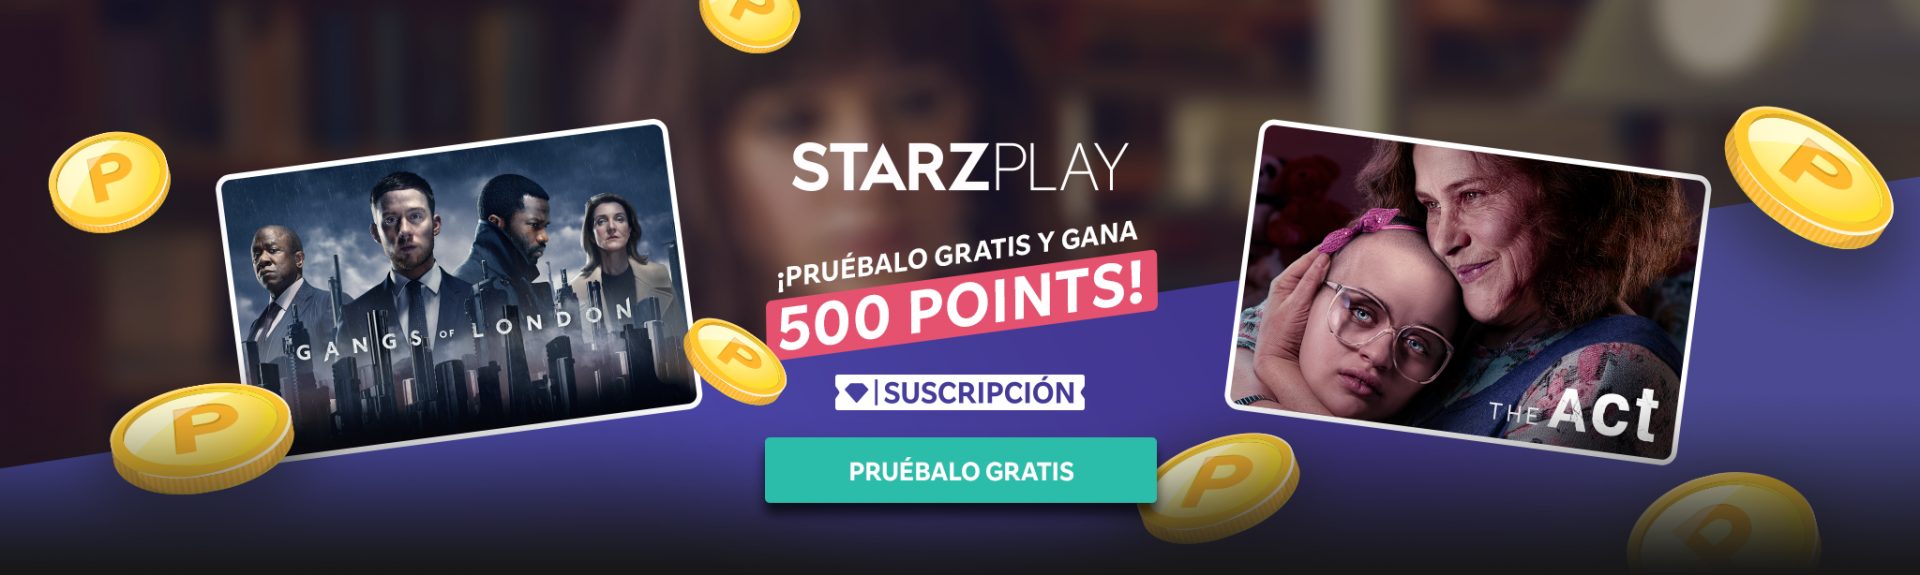 STARZPLAY
¡PRUÉBALO GRATIS Y GANA
500 POINTS!
SUSCRIPCIÓN
PRUÉBALO GRATIS
GANGS OF LONDON
THE Act
P
P
P
P
P
P
P
P